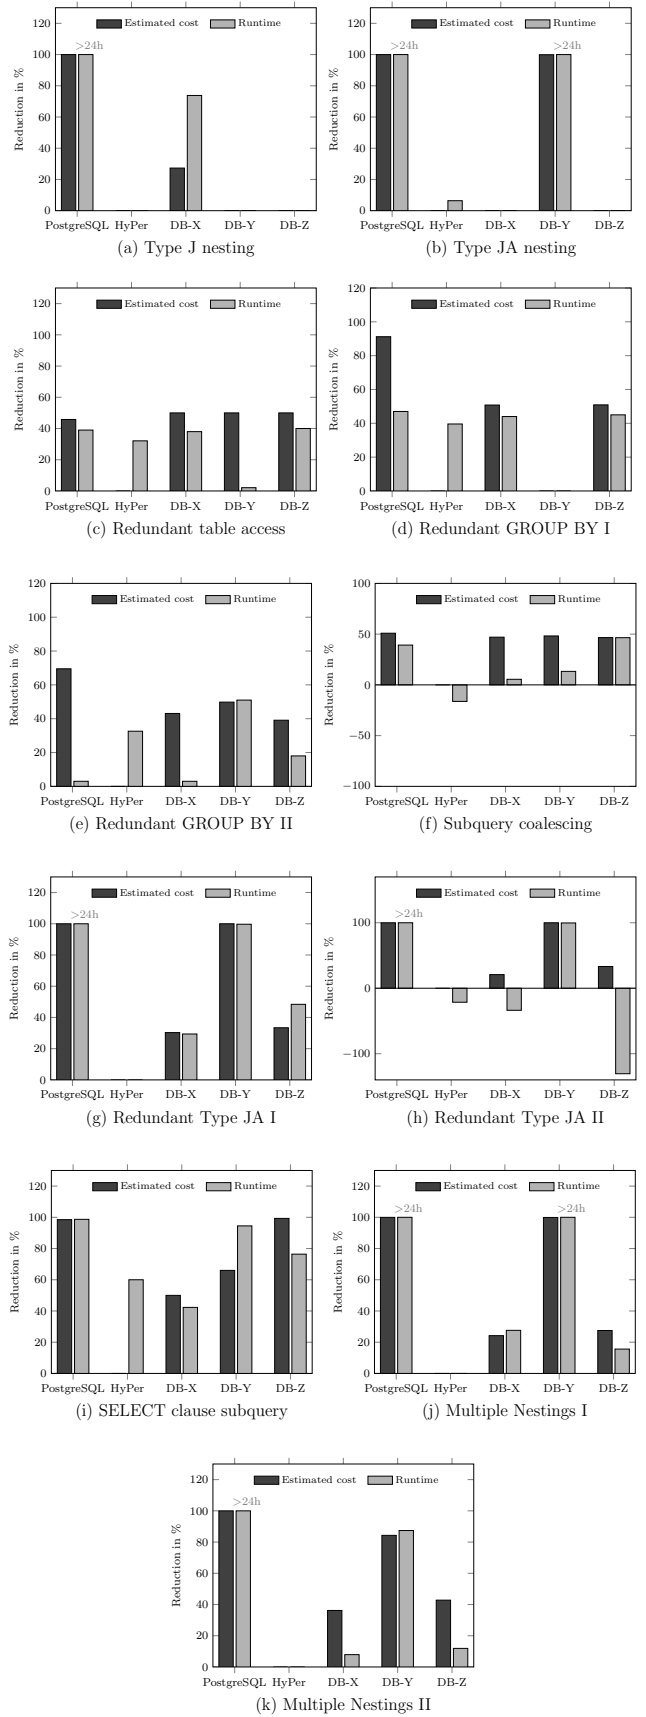 120
100
80
60
40
20
0
Reduction in %
Estimated cost
Runtime
>24h
PostgreSQL HyPer DB-X DB-Y DB-Z
(a) Type J nesting
120
100
80
60
40
20
0
Reduction in %
Estimated cost
Runtime
>24h
>24h
PostgreSQL HyPer DB-X DB-Y DB-Z
(b) Type JA nesting
120
100
80
60
40
20
0
Reduction in %
Estimated cost
Runtime
PostgreSQL HyPer DB-X DB-Y DB-Z
(c) Redundant table access
120
100
80
60
40
20
0
Reduction in %
Estimated cost
Runtime
PostgreSQL HyPer DB-X DB-Y DB-Z
(d) Redundant GROUP BY I
120
100
80
60
40
20
0
Reduction in %
Estimated cost
Runtime
PostgreSQL HyPer DB-X DB-Y DB-Z
(e) Redundant GROUP BY II
100
50
0
−50
−100
Reduction in %
Estimated cost
Runtime
PostgreSQL HyPer DB-X DB-Y DB-Z
(f) Subquery coalescing
120
100
80
60
40
20
0
Reduction in %
Estimated cost
Runtime
>24h
PostgreSQL HyPer DB-X DB-Y DB-Z
(g) Redundant Type JA I
100
0
−100
Reduction in %
Estimated cost
Runtime
>24h
PostgreSQL HyPer DB-X DB-Y DB-Z
(h) Redundant Type JA II
120
100
80
60
40
20
0
Reduction in %
Estimated cost
Runtime
PostgreSQL HyPer DB-X DB-Y DB-Z
(i) SELECT clause subquery
120
100
80
60
40
20
0
Reduction in %
Estimated cost
Runtime
>24h
>24h
PostgreSQL HyPer DB-X DB-Y DB-Z
(j) Multiple Nestings I
120
100
80
60
40
20
0
Reduction in %
Estimated cost
Runtime
>24h
PostgreSQL HyPer DB-X DB-Y DB-Z
(k) Multiple Nestings II